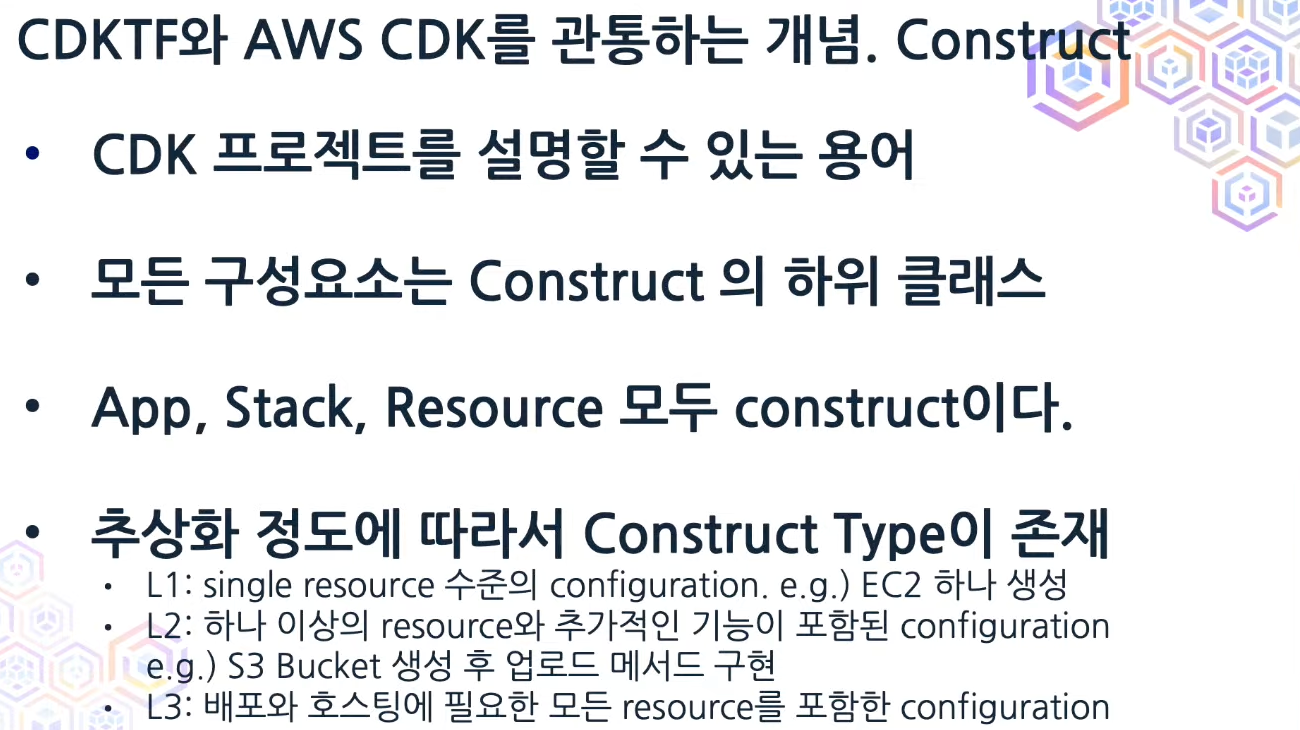 CDKTF와 AWS CDK를 관통하는 개념. Construct
• CDK 프로젝트를 설명할 수 있는 용어
• 모든 구성요소는 Construct 의 하위 클래스
• App, Stack, Resource 모두 construct이다.
• 추상화 정도에 따라서 Construct Type이 존재
• L1: single resource 수준의 configuration. e.g.) EC2 하나 생성
• L2: 하나 이상의 resource와 추가적인 기능이 포함된 configuration
e.g.) S3 Bucket 생성 후 업로드 메서드 구현
• L3: 배포와 호스팅에 필요한 모든 resource를 포함한 configuration